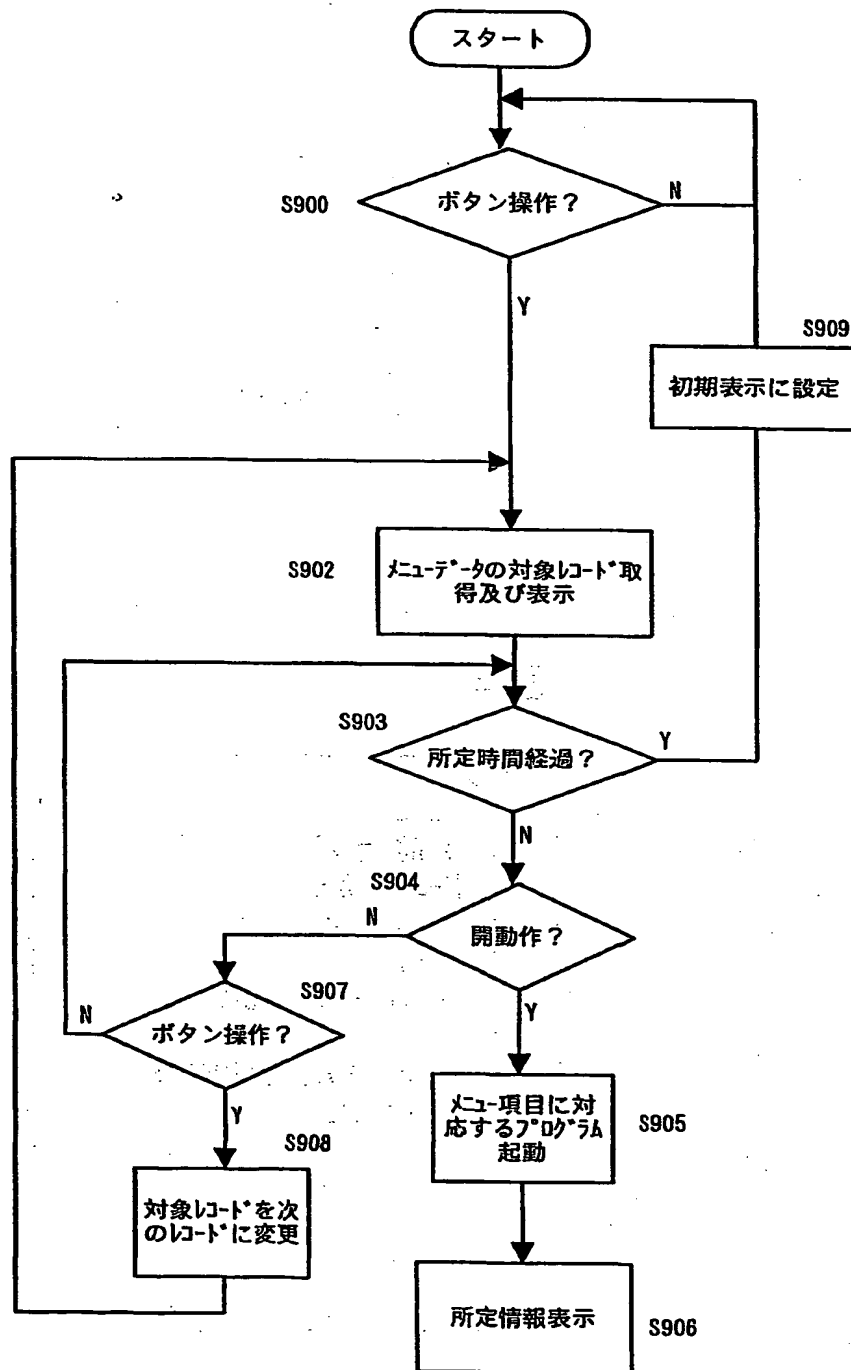 スタート
S900
ボタン操作？
N
Y
S909
初期表示に設定
S902
ﾒﾆｭｰﾃﾞｰﾀの対象ﾚｺｰﾄﾞ取
得及び表示
S903
所定時間経過？
Y
N
S904
N
開動作？
S907
N
ボタン操作？
Y
Y
ﾒﾆｭｰ項目に対
応するﾌﾟﾛｸﾞﾗﾑ
起動
S905
S908
対象ﾚｺｰﾄﾞを次
のﾚｺｰﾄﾞに変更
所定情報表示
S906